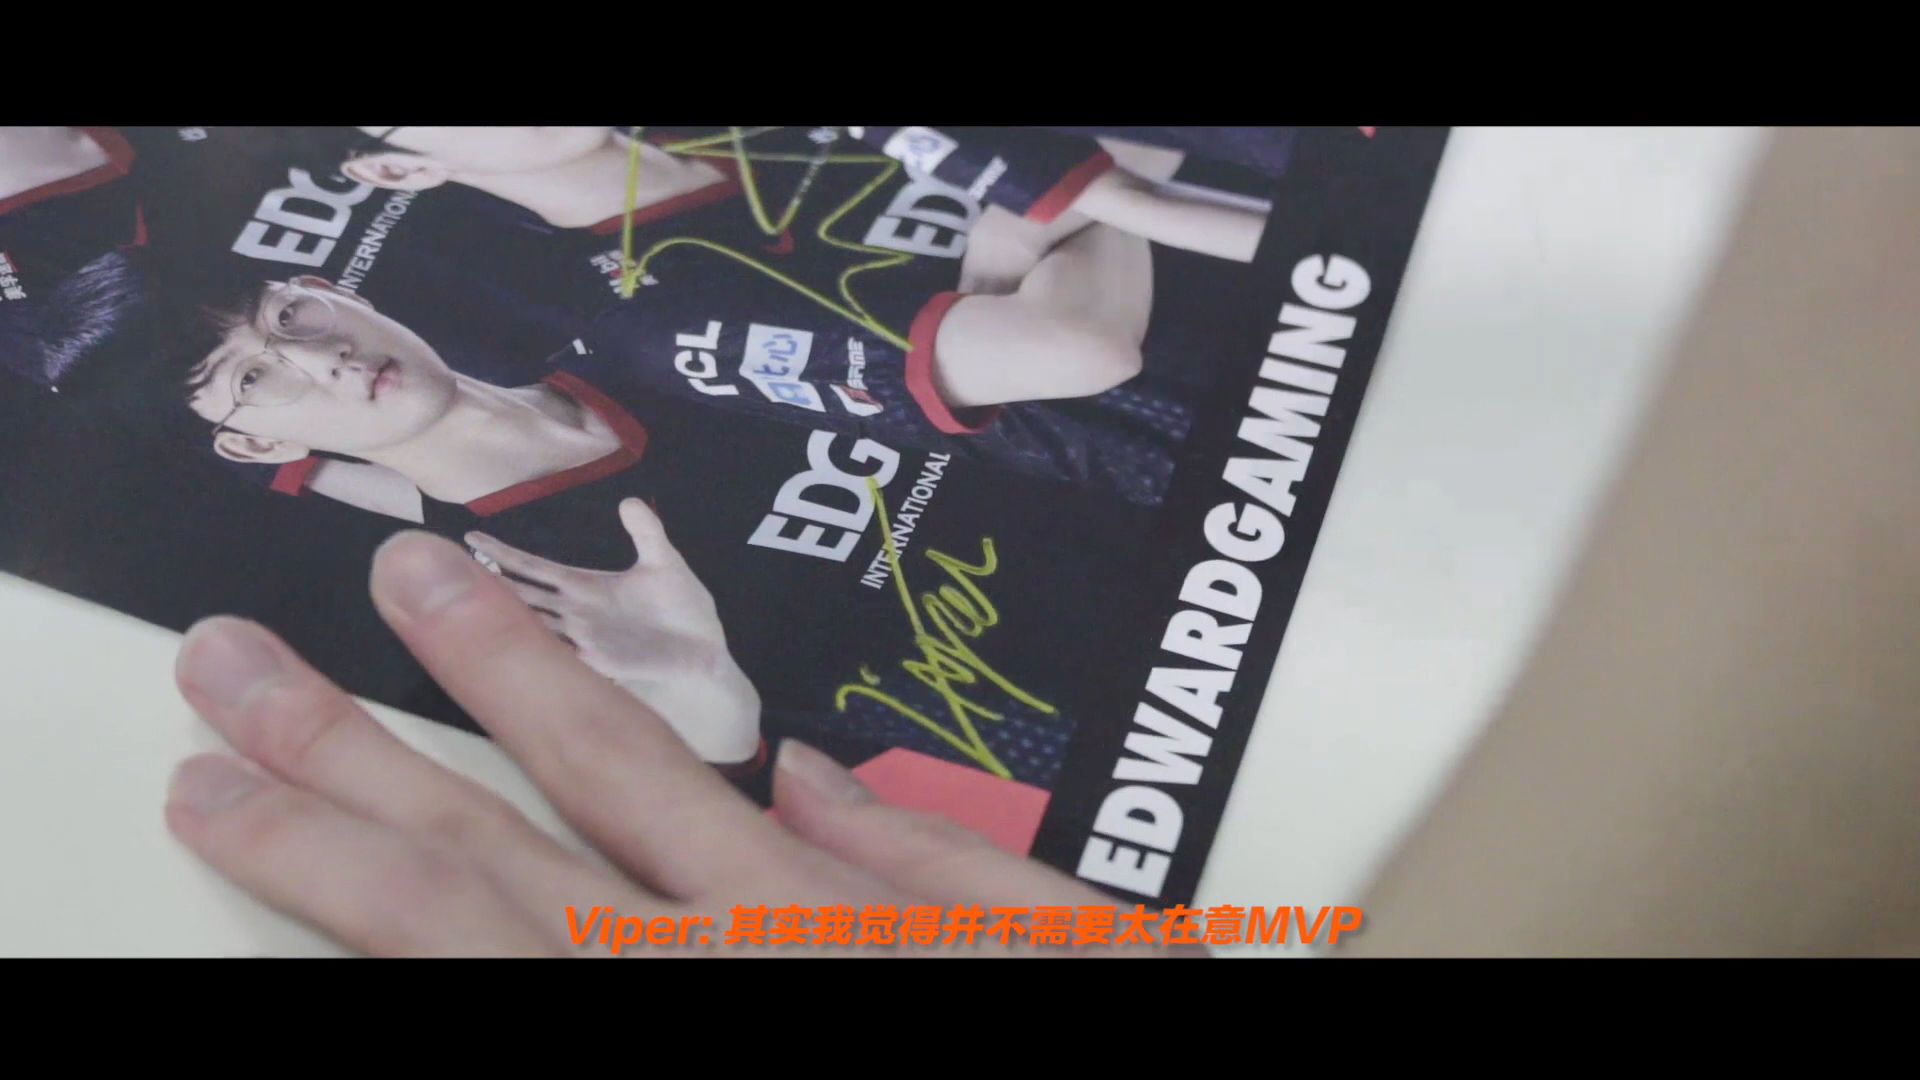 EDG
INTERNATIONAL
EDG
TCL
EDG
INTERNATIONAL
Viper
EDWARDGAMING
Viper: 其实我觉得并不需要太在意MVP